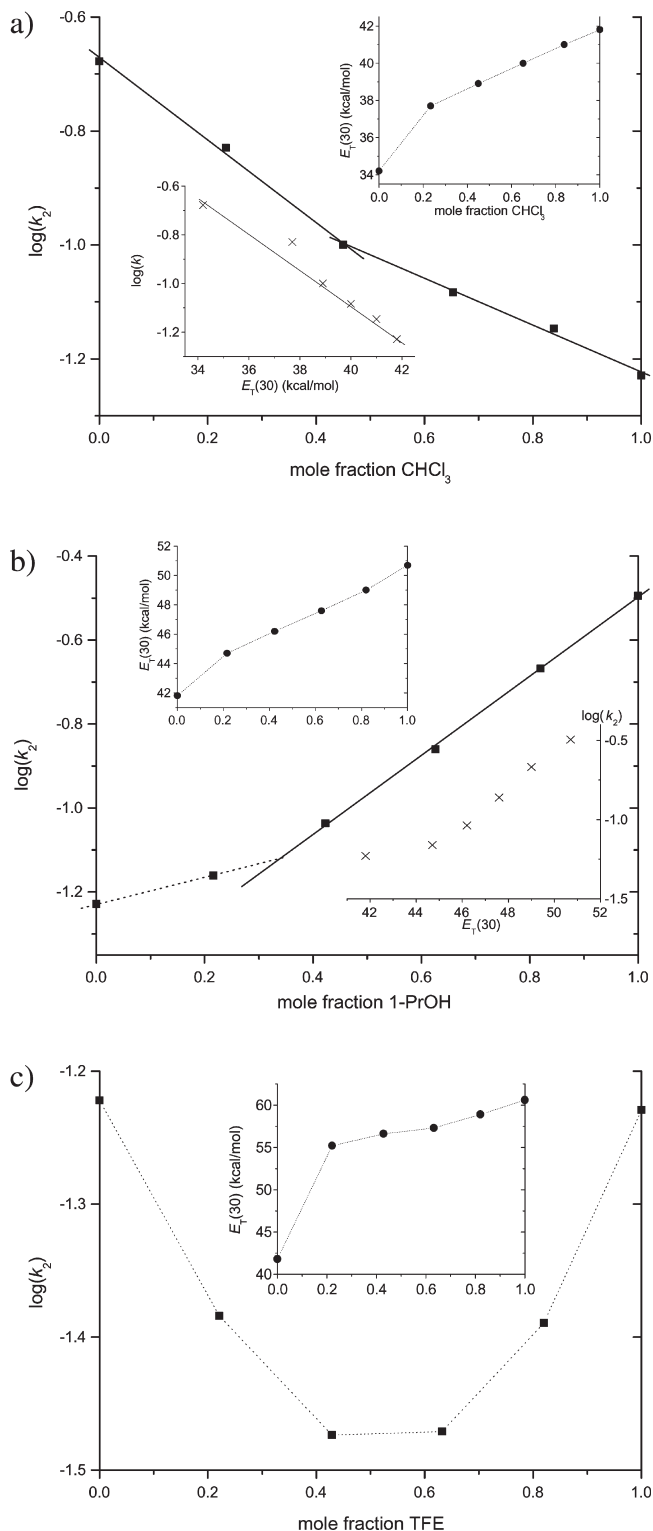 a)
-0.6
-0.8
-1.0
-1.2
log(k2)
0.0 0.2 0.4 0.6 0.8 1.0
mole fraction CHCl3
42
40
38
36
34
ET(30) (kcal/mol)
0.0 0.2 0.4 0.6 0.8 1.0
mole fraction CHCl3
-0.6
-0.8
-1.0
-1.2
log(k)
34 36 38 40 42
ET(30) (kcal/mol)
b)
-0.4
-0.6
-0.8
-1.0
-1.2
log(k2)
0.0 0.2 0.4 0.6 0.8 1.0
mole fraction 1-PrOH
52
50
48
46
44
42
ET(30) (kcal/mol)
0.0 0.2 0.4 0.6 0.8 1.0
log(k2)
-0.5
-1.0
-1.5
42 44 46 48 50 52
ET(30)
c)
-1.2
-1.3
-1.4
-1.5
log(k2)
0.0 0.2 0.4 0.6 0.8 1.0
mole fraction TFE
60
55
50
45
40
ET(30) (kcal/mol)
0.0 0.2 0.4 0.6 0.8 1.0